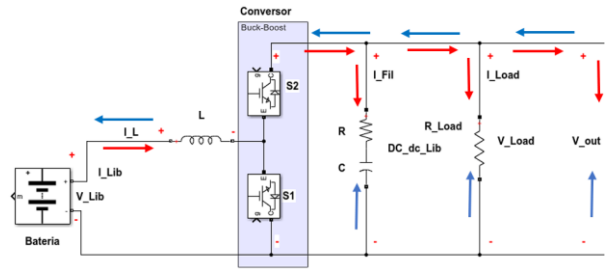 Conversor
Buck-Boost
S2
I_Fil
I_Load
L
I_L
R
R_Load
DC_dc_Lib
V_Load
V_out
C
I_Lib
V_Lib
S1
m
Bateria